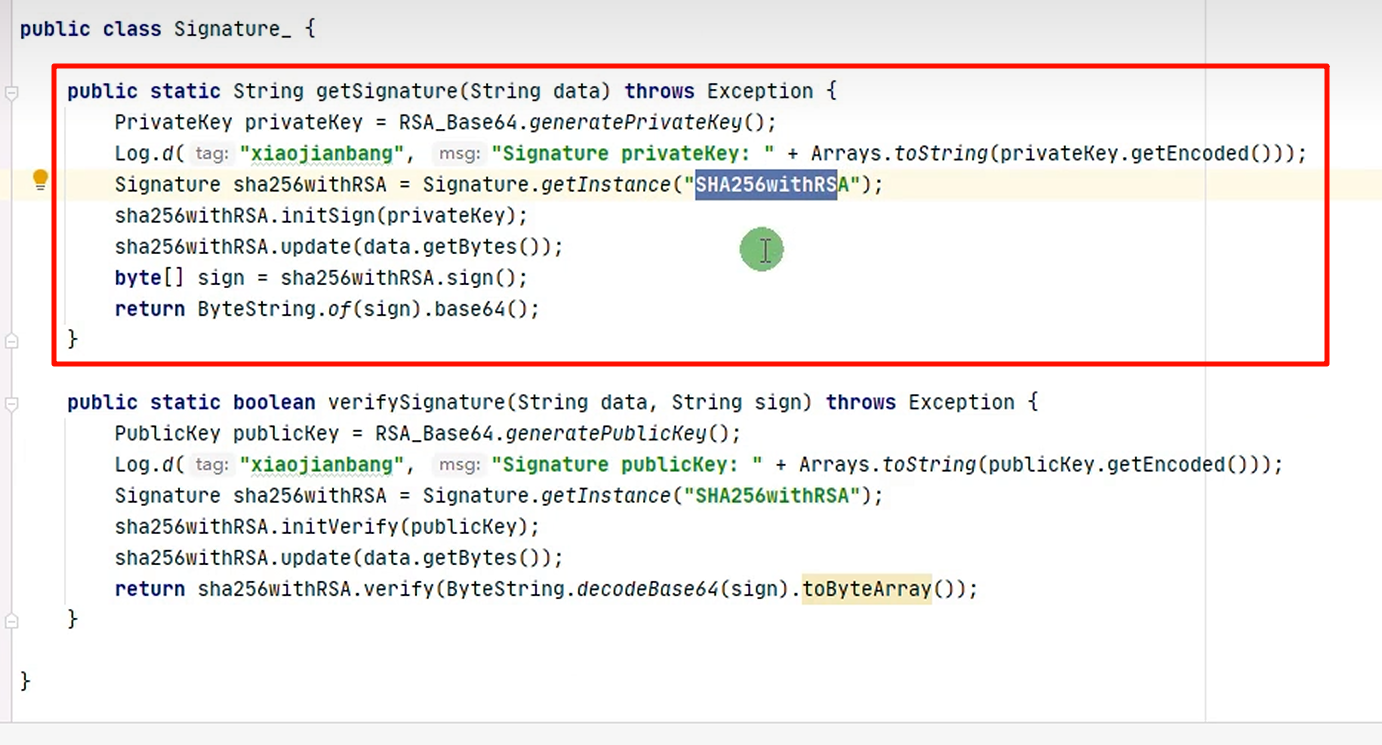 public class Signature_ {
public static String getSignature(String data) throws Exception {
PrivateKey privateKey = RSA_Base64.generatePrivateKey();
Log.d( tag: "xiaojianbang", msg: "Signature privateKey: " + Arrays.toString(privateKey.getEncoded()));
Signature sha256withRSA = Signature.getInstance("SHA256withRSA");
sha256withRSA.initSign(privateKey);
sha256withRSA.update(data.getBytes());
byte[] sign = sha256withRSA.sign();
return ByteString.of(sign).base64();
}
public static boolean verifySignature(String data, String sign) throws Exception {
PublicKey publicKey = RSA_Base64.generatePublicKey();
Log.d( tag: "xiaojianbang", msg: "Signature publicKey: " + Arrays.toString(publicKey.getEncoded()));
Signature sha256withRSA = Signature.getInstance("SHA256withRSA");
sha256withRSA.initVerify(publicKey);
sha256withRSA.update(data.getBytes());
return sha256withRSA.verify(ByteString.decodeBase64(sign).toByteArray());
}
}